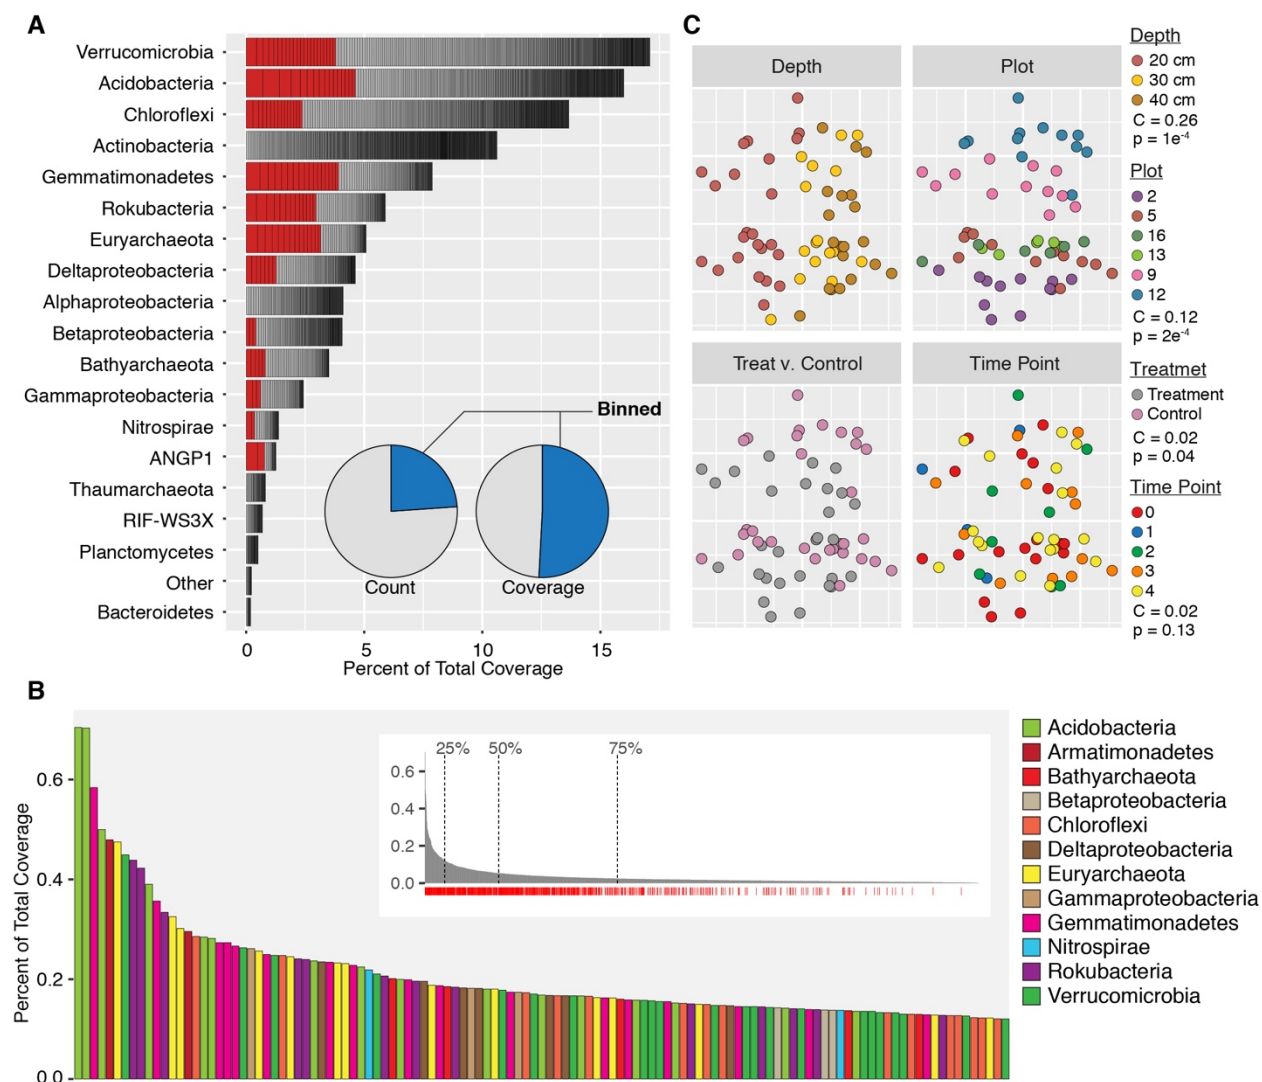 A
Verrucomicrobia
Acidobacteria
Chloroflexi
Actinobacteria
Gemmatimonadetes
Rokubacteria
Euryarchaeota
Deltaproteobacteria
Alphaproteobacteria
Betaproteobacteria
Bathyarchaeota
Gammaproteobacteria
Nitrospirae
ANGP1
Thaumarchaeota
RIF-WS3X
Planctomycetes
Other
Bacteroidetes
0 5 10 15
Percent of Total Coverage
Binned
Count Coverage
C
Depth Plot
Treat v. Control Time Point
Depth
20 cm
30 cm
40 cm
C = 0.26
p = 1e-4
Plot
2
5
16
13
9
12
C = 0.12
p = 2e-4
Treatmet
Treatment
Control
C = 0.02
p = 0.04
Time Point
0
1
2
3
4
C = 0.02
p = 0.13
B
Percent of Total Coverage
0.6
0.4
0.2
0.0
25% 50% 75%
0.6
0.4
0.2
0.0
Acidobacteria
Armatimonadetes
Bathyarchaeota
Betaproteobacteria
Chloroflexi
Deltaproteobacteria
Euryarchaeota
Gammaproteobacteria
Gemmatimonadetes
Nitrospirae
Rokubacteria
Verrucomicrobia